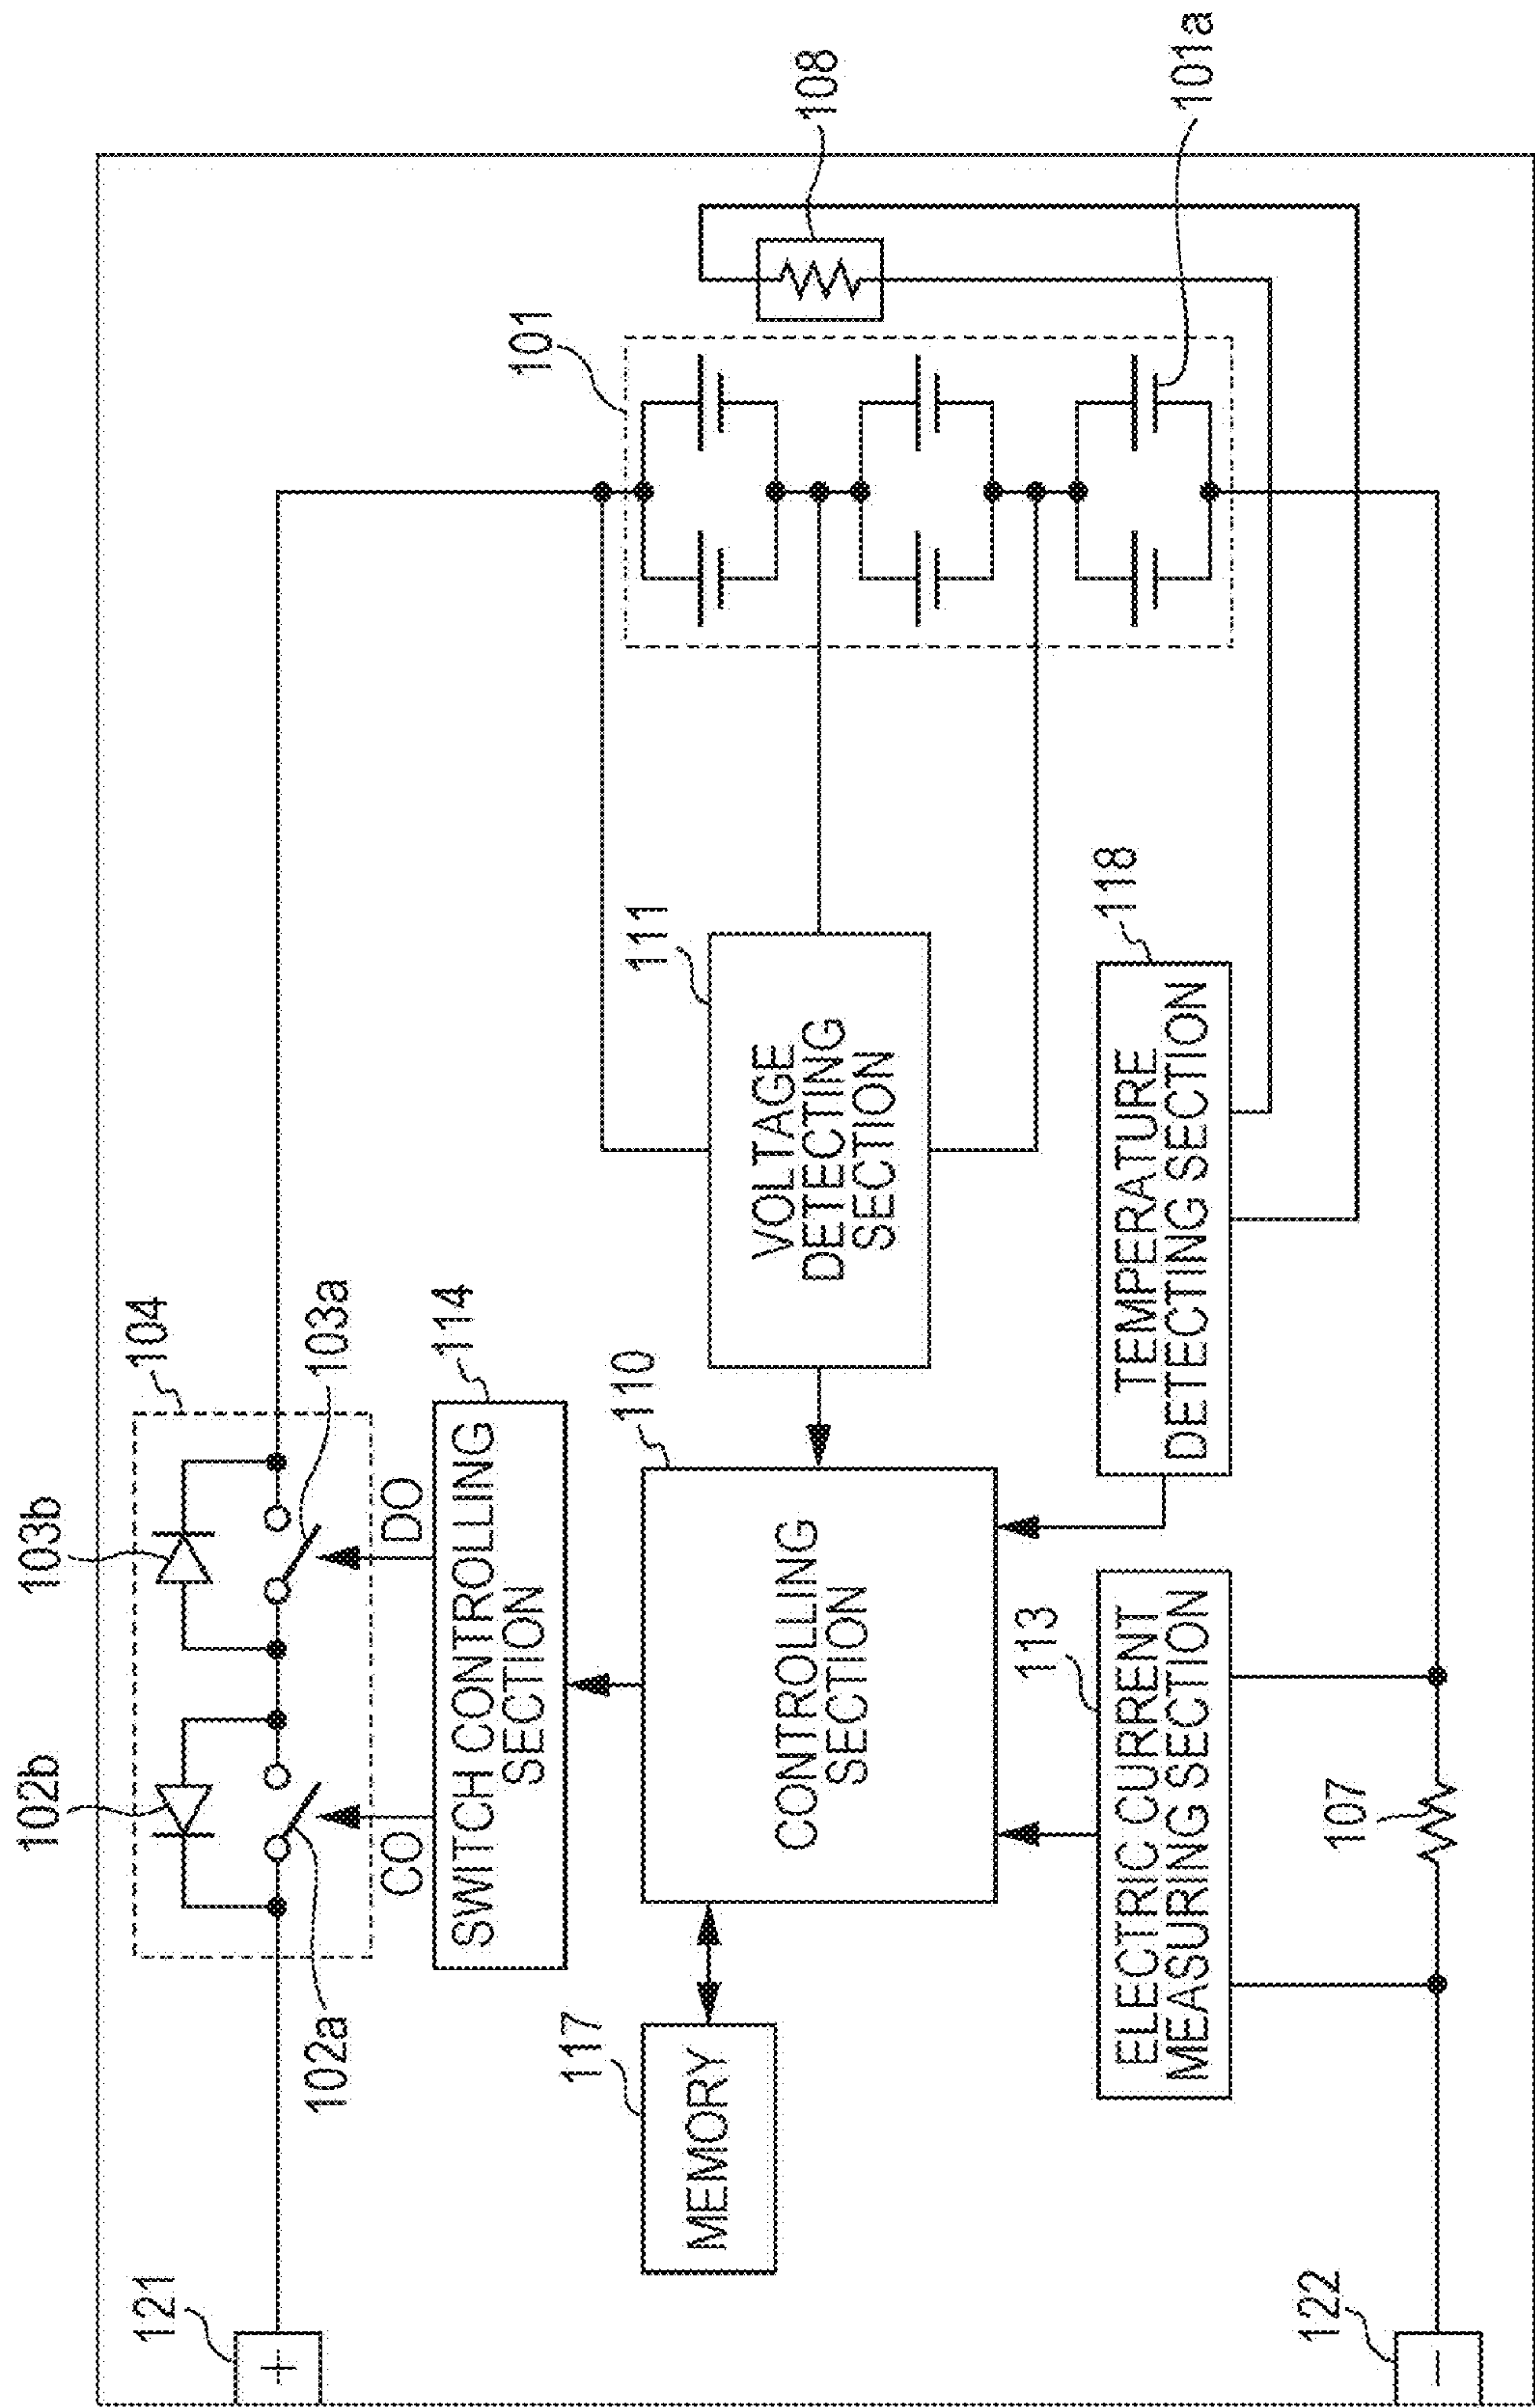 103b
104
102b
103a
102a
121
+
CO
DO
114
SWITCH CONTROLLING
SECTION
117
MEMORY
110
CONTROLLING
SECTION
111
VOLTAGE
DETECTING
SECTION
101
108
101a
113
ELECTRIC CURRENT
MEASURING SECTION
118
TEMPERATURE
DETECTING SECTION
107
122
−